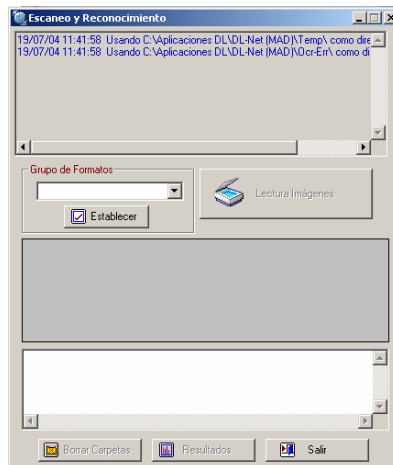 Escaneo y Reconocimiento
19/07/04 11:41:58 Usando C:\Aplicaciones DL\DL-Net (MAD)\Temp\ como dire
19/07/04 11:41:58 Usando C:\Aplicaciones DL\DL-Net (MAD)\Ocr-Err\ como di
Grupo de Formatos
Lectura Imágenes
Establecer
Borrar Carpetas
Resultados
Salir